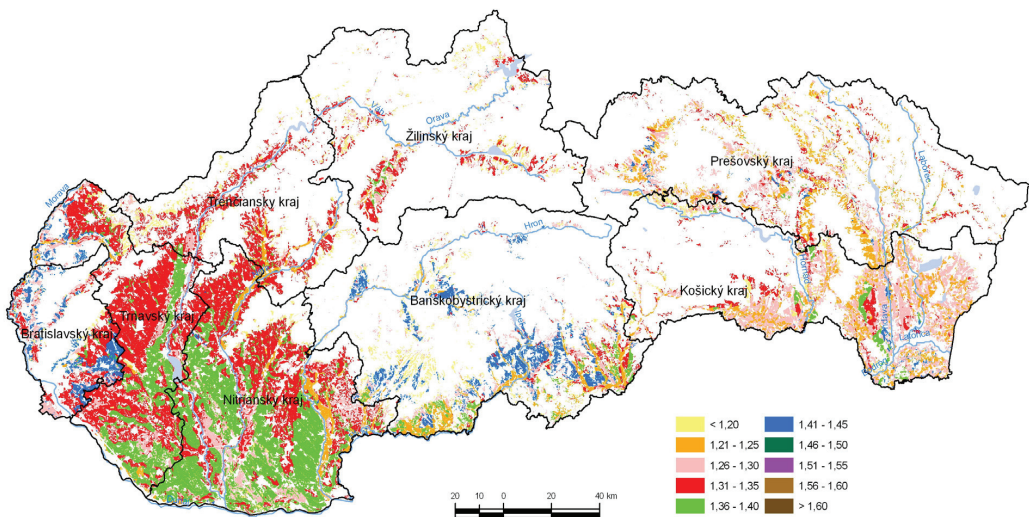 Orava
Váh
Žilinský kraj
Prešovský kraj
Laborec
Morava
Trenčiansky kraj
Hron
Hornád
Banskobystrický kraj
Košický kraj
Trnavský kraj
Bratislavský kraj
Latorica
Nitriansky kraj
Dunaj
< 1,20
1,21 - 1,25
1,26 - 1,30
1,31 - 1,35
1,36 - 1,40
1,41 - 1,45
1,46 - 1,50
1,51 - 1,55
1,56 - 1,60
> 1,60
20 10 0 20 40 km